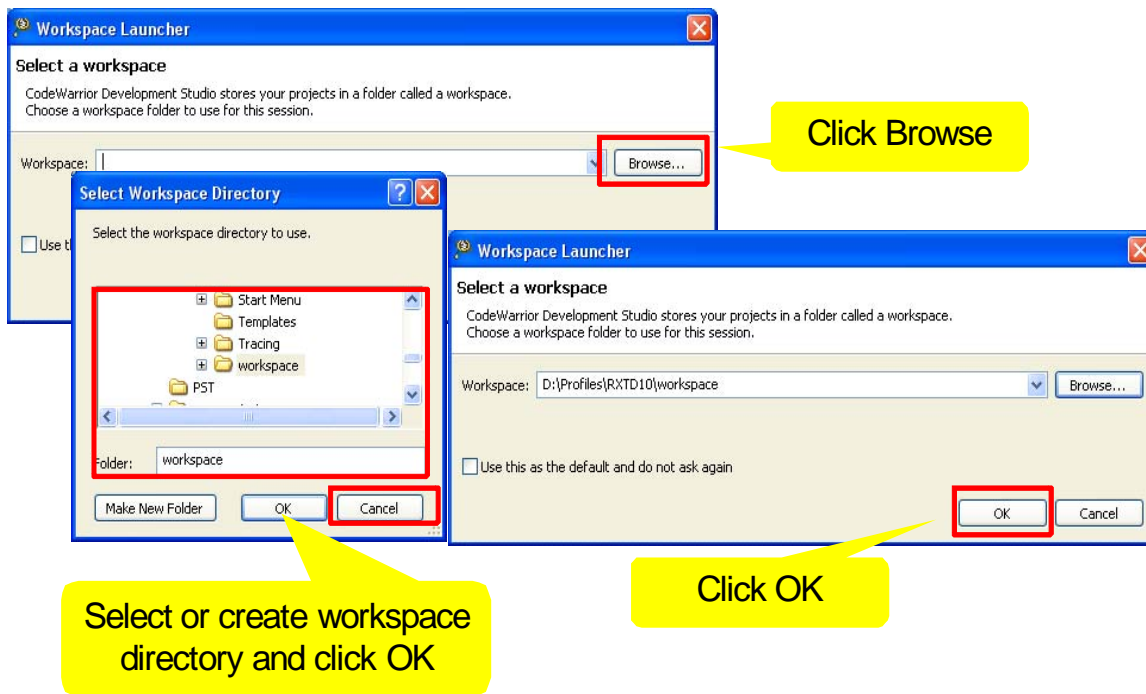 Workspace Launcher
Select a workspace
CodeWarrior Development Studio stores your projects in a folder called a workspace.
Choose a workspace folder to use for this session.
Workspace:
Browse...
Click Browse
Select Workspace Directory
Select the workspace directory to use.
Use
Start Menu
Templates
Tracing
workspace
PST
Folder: workspace
Make New Folder
OK
Cancel
Select or create workspace
directory and click OK
Workspace Launcher
Select a workspace
CodeWarrior Development Studio stores your projects in a folder called a workspace.
Choose a workspace folder to use for this session.
Workspace: D:\Profiles\RXTD10\workspace
Browse...
Use this as the default and do not ask again
OK
Cancel
Click OK